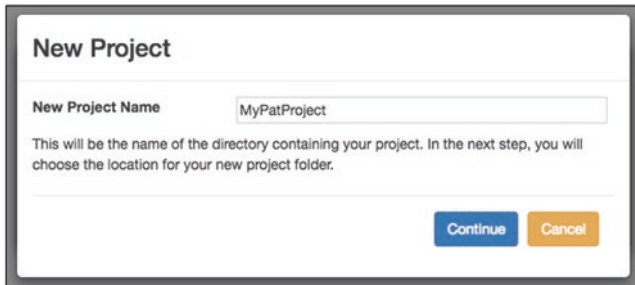 New Project
New Project Name MyPatProject
This will be the name of the directory containing your project. In the next step, you will
choose the location for your new project folder.
Continue Cancel